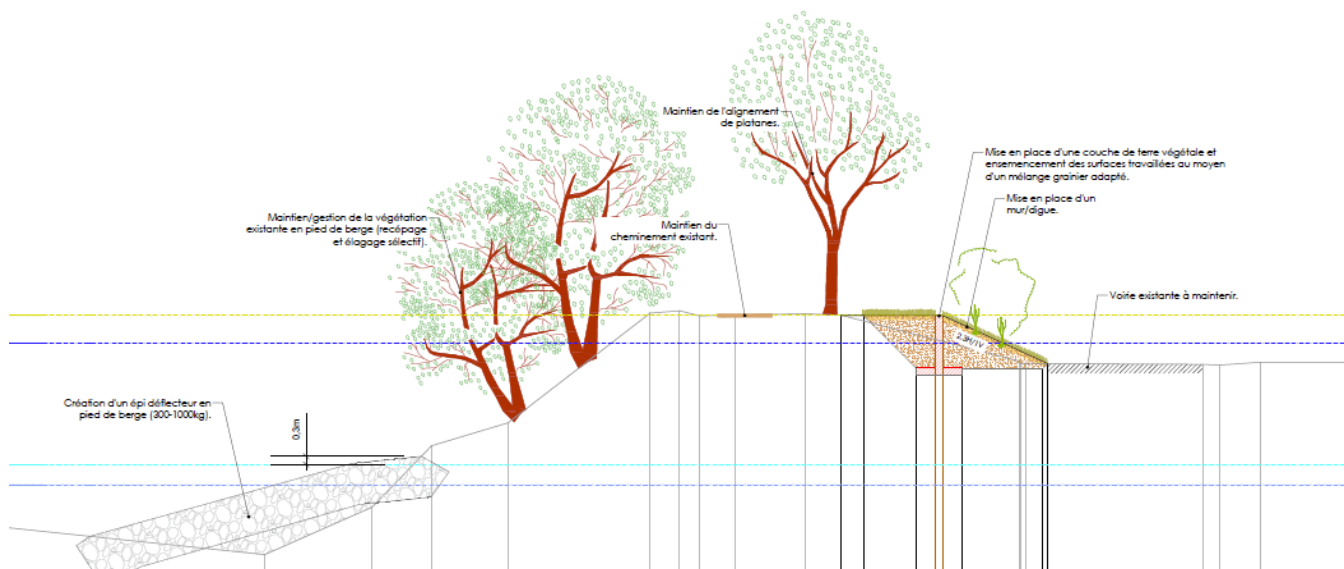 Maintien de l'alignement
de platanes.
Mise en place d'une couche de terre végétale et
ensemencement des surfaces travaillées au moyen
d'un mélange grainier adapté.
Mise en place d'un
mur/digue.
Maintien/gestion de la végétation
existante en pied de berge (recépage
et élagage sélectif).
Maintien du
cheminement existant.
Voirie existante à maintenir.
2.3H/1V
Création d'un épi déflecteur en
pied de berge (300-1000kg).
0,3m